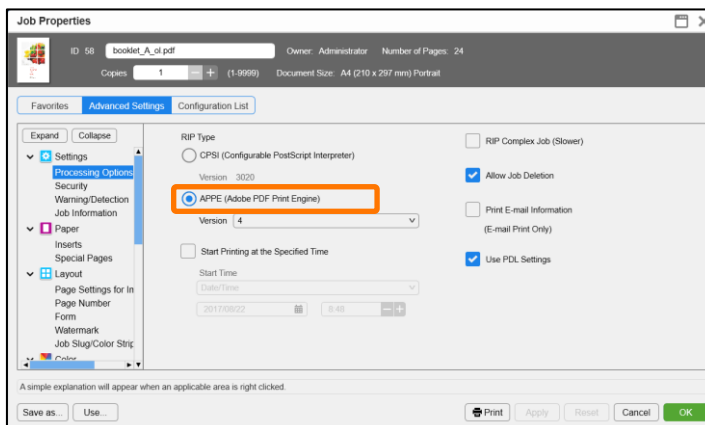 Job Properties
ID 58 booklet_A_ol.pdf Owner: Administrator Number of Pages: 24
Copies 1 − + (1-9999) Document Size: A4 (210 x 297 mm) Portrait
Favorites Advanced Settings Configuration List
Expand Collapse
Settings
Processing Options
Security
Warning/Detection
Job Information
Paper
Inserts
Special Pages
Layout
Page Settings for In
Page Number
Form
Watermark
Job Slug/Color Strip
Color
RIP Type
CPSI (Configurable PostScript Interpreter)
Version 3020
APPE (Adobe PDF Print Engine)
Version 4
Start Printing at the Specified Time
Start Time
Date/Time
2017/08/22 8:48 − +
RIP Complex Job (Slower)
Allow Job Deletion
Print E-mail Information
(E-mail Print Only)
Use PDL Settings
A simple explanation will appear when an applicable area is right clicked.
Save as... Use... Print Apply Reset Cancel OK